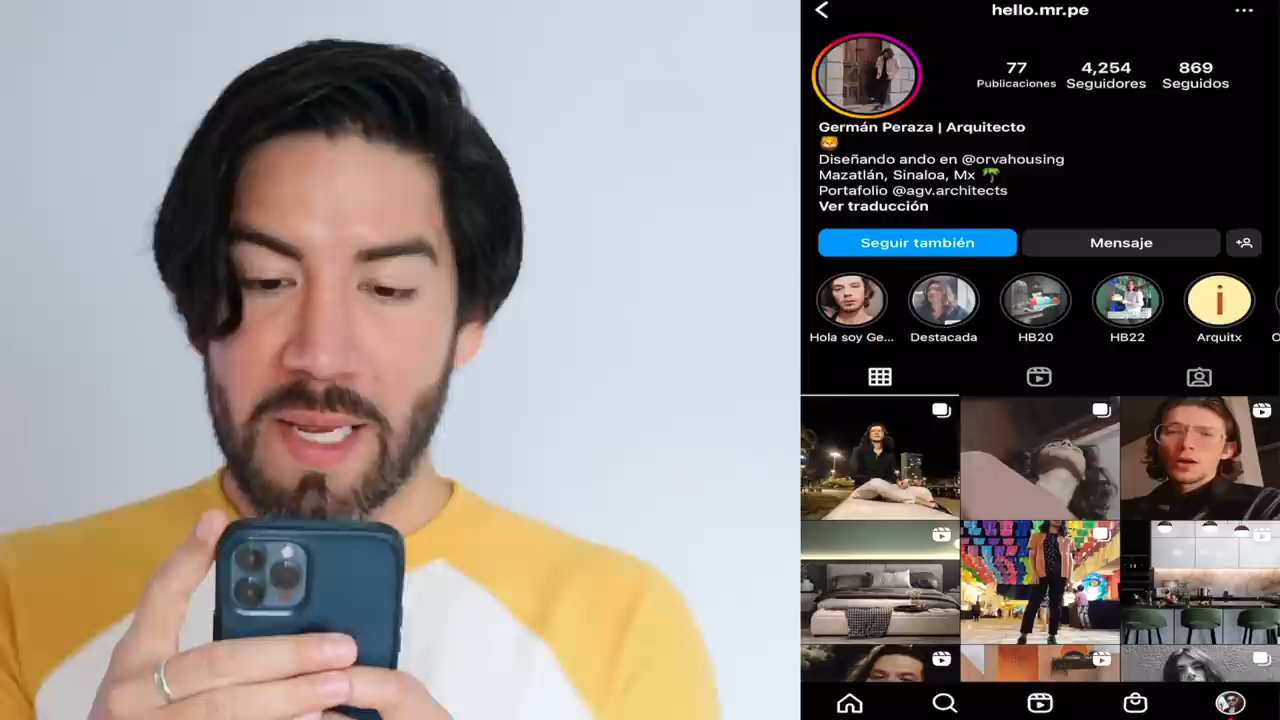 hello.mr.pe
77
4,254
869
Publicaciones
Seguidores
Seguidos
Germán Peraza | Arquitecto
Diseñando ando en @orvahousing
Mazatlán, Sinaloa, Mx
Portafolio @agv.architects
Ver traducción
Seguir también
Mensaje
Hola soy Ge...
Destacada
HB20
HB22
Arquitx